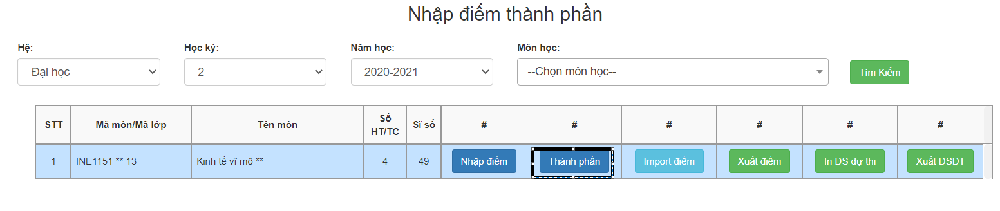 Nhập điểm thành phần
Hệ: Học kỳ: Năm học: Môn học:
Đại học 2 2020-2021 --Chọn môn học-- Tìm Kiếm
STT Mã môn/Mã lớp Tên môn Số HT/TC Sĩ số # # # # # #
1 INE1151 ** 13 Kinh tế vĩ mô ** 4 49 Nhập điểm Thành phần Import điểm Xuất điểm In DS dự thi Xuất DSDT